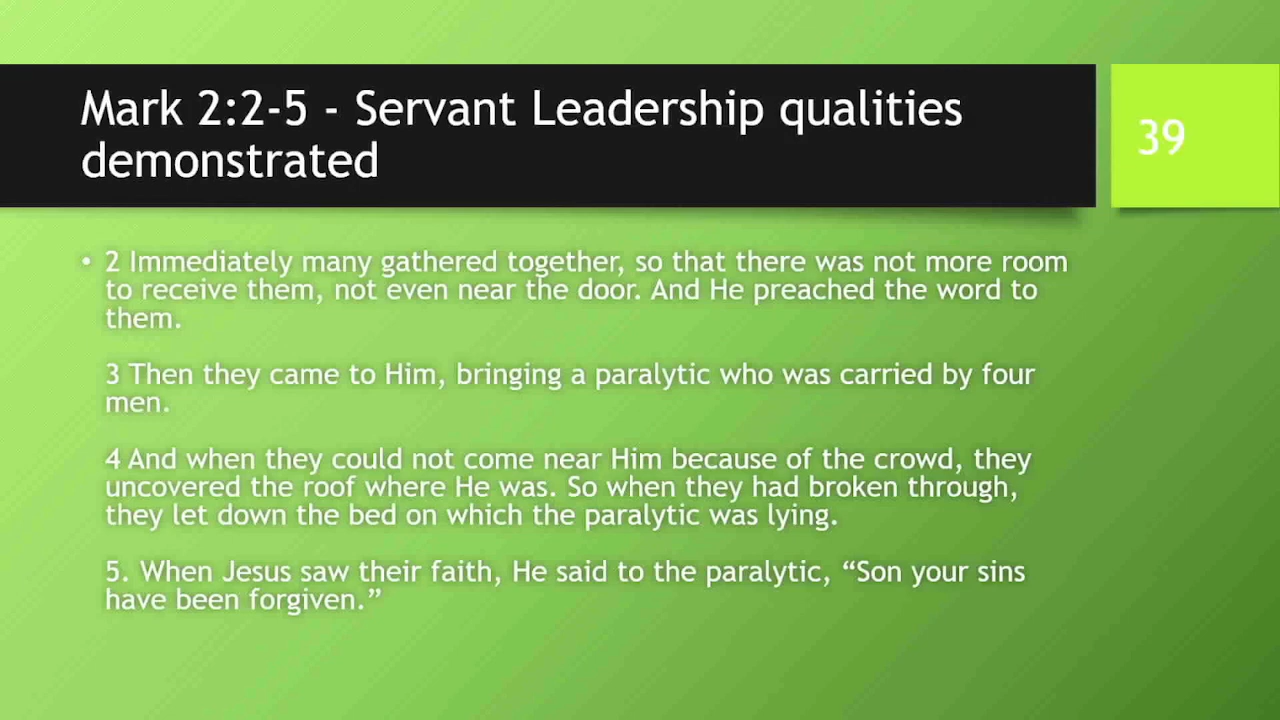 Mark 2:2-5 - Servant Leadership qualities
demonstrated
39
• 2 Immediately many gathered together, so that there was not more room
to receive them, not even near the door. And He preached the word to
them.
3 Then they came to Him, bringing a paralytic who was carried by four
men.
4 And when they could not come near Him because of the crowd, they
uncovered the roof where He was. So when they had broken through,
they let down the bed on which the paralytic was lying.
5. When Jesus saw their faith, He said to the paralytic, “Son your sins
have been forgiven.”